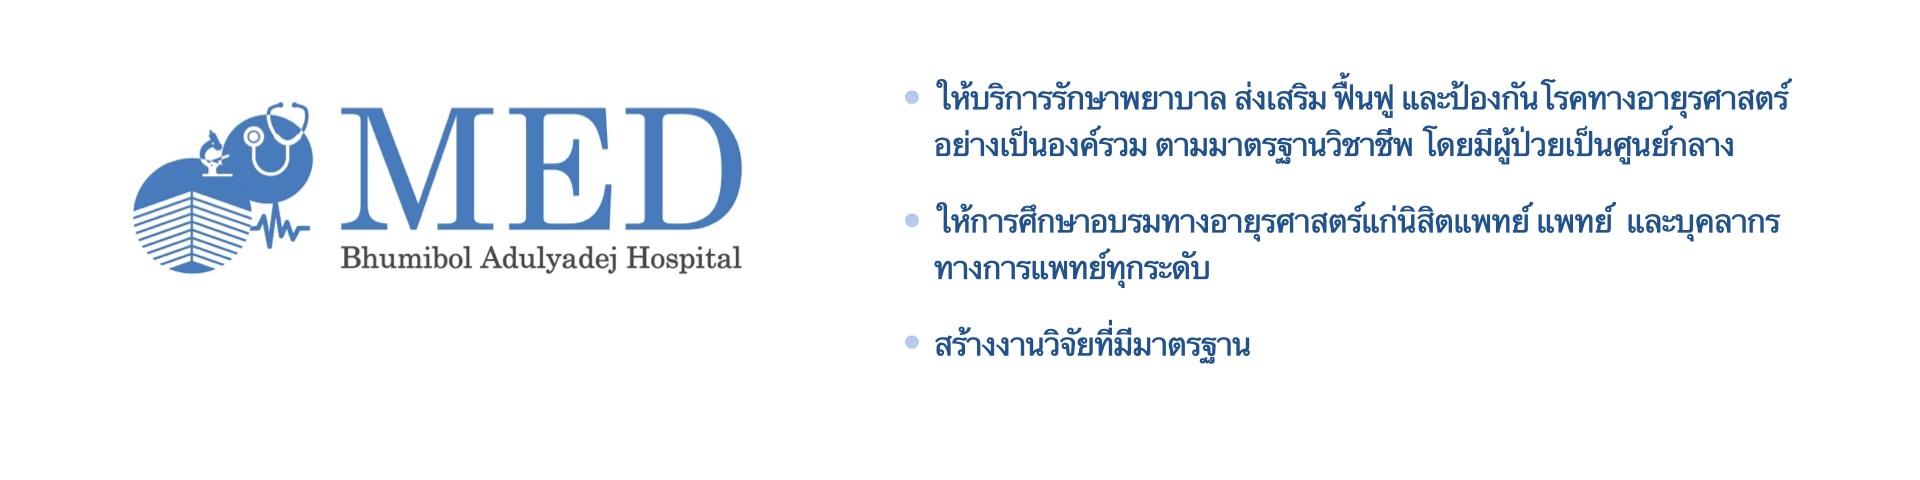 MED
Bhumibol Adulyadej Hospital
ให้บริการรักษาพยาบาล ส่งเสริม ฟื้นฟู และป้องกันโรคทางอายุรศาสตร์
อย่างเป็นองค์รวม ตามมาตรฐานวิชาชีพ โดยมีผู้ป่วยเป็นศูนย์กลาง
ให้การศึกษาอบรมทางอายุรศาสตร์แก่นิสิตแพทย์ แพทย์ และบุคลากร
ทางการแพทย์ทุกระดับ
สร้างงานวิจัยที่มีมาตรฐาน